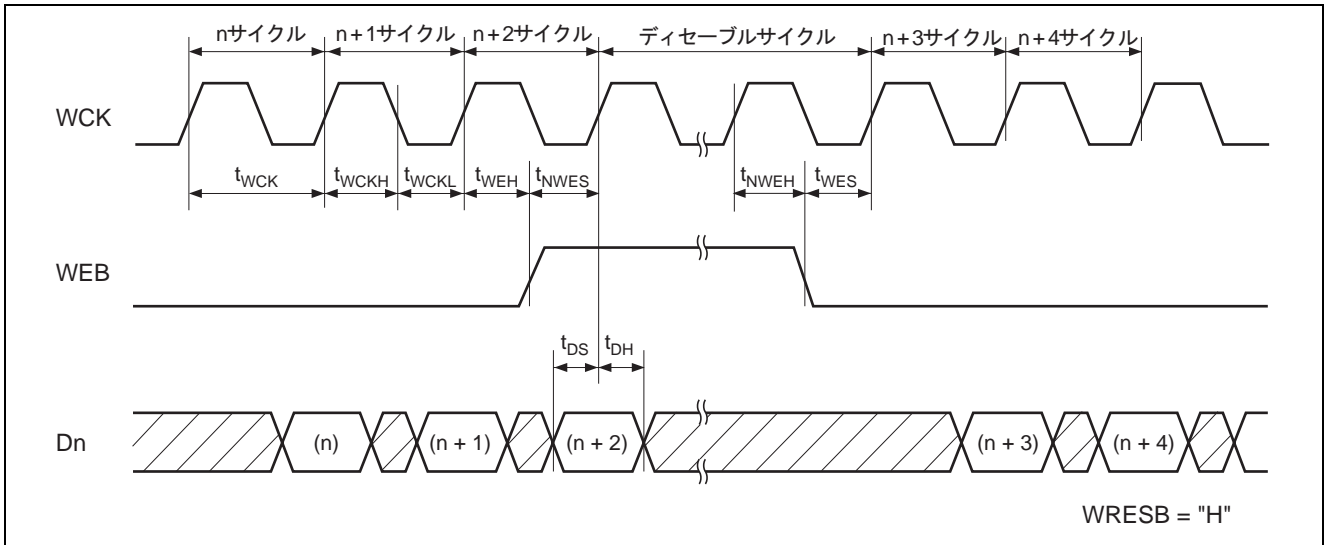 nサイクル n+1サイクル n+2サイクル ディセーブルサイクル n+3サイクル n+4サイクル
WCK
tWCK tWCKH tWCKL tWEH tNWES tNWEH tWES
WEB
tDS tDH
Dn (n) (n + 1) (n + 2) (n + 3) (n + 4)
WRESB = "H"